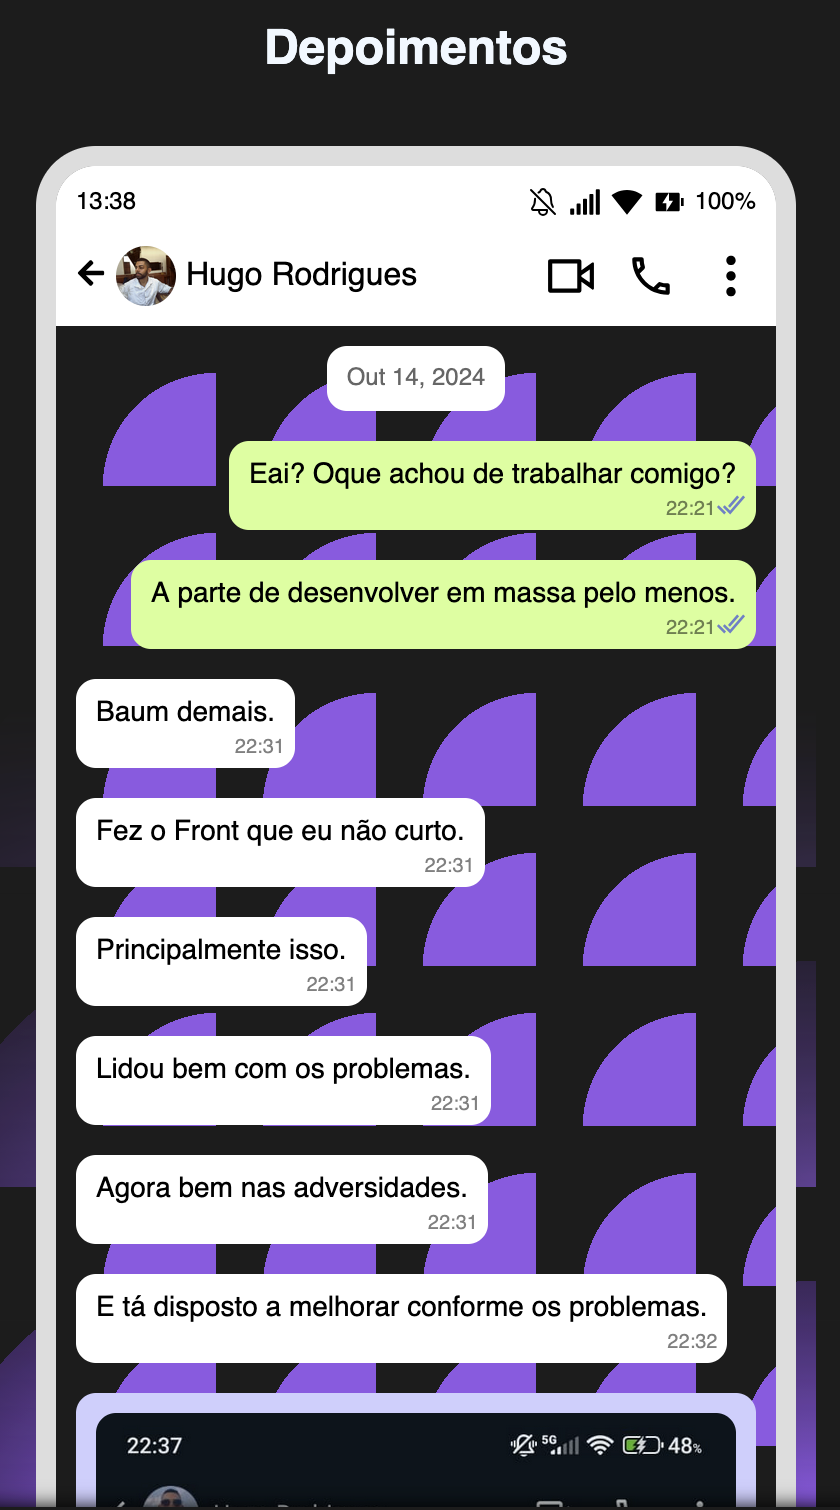 Depoimentos
13:38
100%
Hugo Rodrigues
Out 14, 2024
Eai? Oque achou de trabalhar comigo?
22:21
A parte de desenvolver em massa pelo menos.
22:21
Baum demais.
22:31
Fez o Front que eu não curto.
22:31
Principalmente isso.
22:31
Lidou bem com os problemas.
22:31
Agora bem nas adversidades.
22:31
E tá disposto a melhorar conforme os problemas.
22:32
22:37
5G
48%